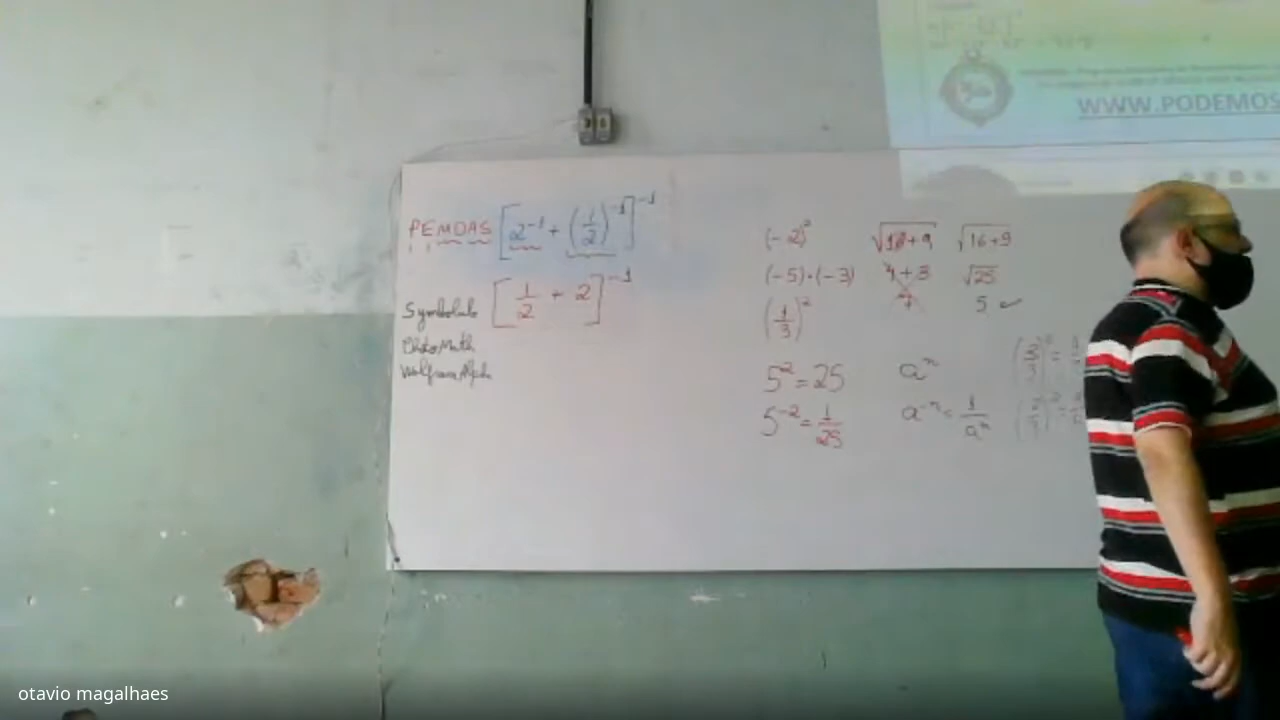 WWW.PODEMOS
PEMDAS [2⁻¹ + (1/2)⁻¹]⁻¹
[1/2 + 2]⁻¹
Symbolab
PhotoMath
WolframAlpha
(-2)²
(-5)·(-3)
(1/3)²
5² = 25
5⁻² = 1/25
√16+9
4+3
7
√16+9
√25
5 ✓
aⁿ
a⁻ⁿ = 1/aⁿ
otavio magalhaes